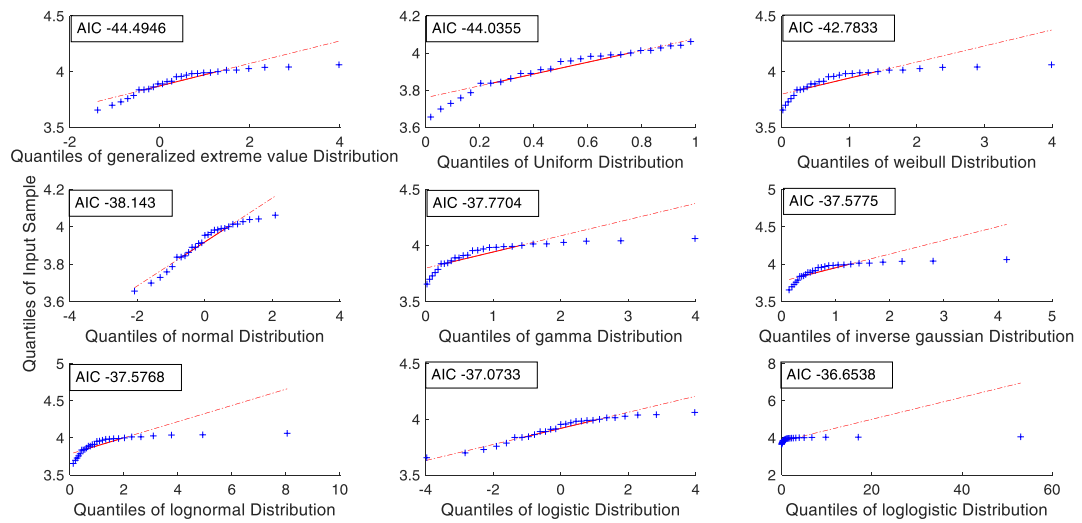 AIC -44.4946
4.5
4
3.5
-2 0 2 4
Quantiles of generalized extreme value Distribution
AIC -44.0355
4.2
4
3.8
3.6
0 0.2 0.4 0.6 0.8 1
Quantiles of Uniform Distribution
AIC -42.7833
4.5
4
3.5
0 1 2 3 4
Quantiles of weibull Distribution
Quantiles of Input Sample
AIC -38.143
4.2
4
3.8
3.6
-4 -2 0 2 4
Quantiles of normal Distribution
AIC -37.7704
4.5
4
3.5
0 1 2 3 4
Quantiles of gamma Distribution
AIC -37.5775
5
4.5
4
3.5
0 1 2 3 4 5
Quantiles of inverse gaussian Distribution
AIC -37.5768
5
4.5
4
3.5
0 2 4 6 8 10
Quantiles of lognormal Distribution
AIC -37.0733
4.5
4
3.5
-4 -2 0 2 4
Quantiles of logistic Distribution
AIC -36.6538
8
6
4
2
0 20 40 60
Quantiles of loglogistic Distribution